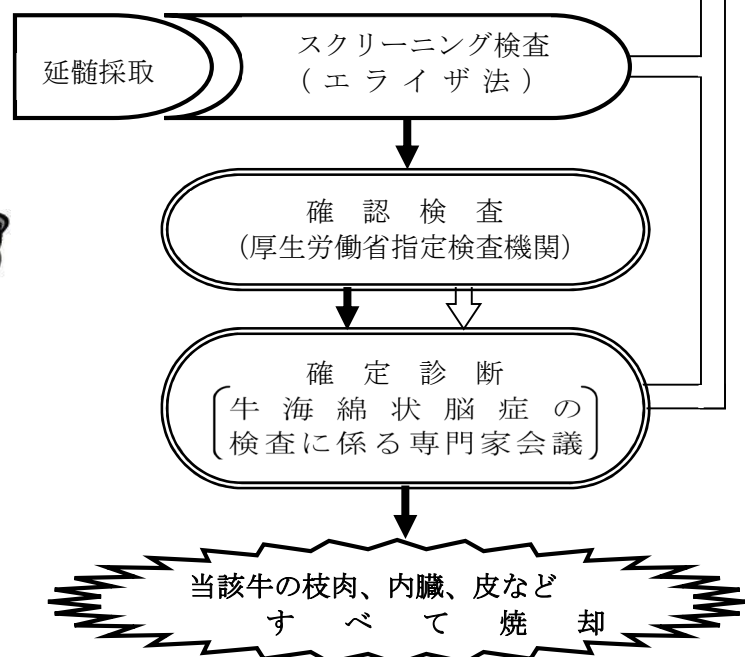 延髄採取
スクリーニング検査
（エライザ法）
確認検査
（厚生労働省指定検査機関）
確定診断
牛海綿状脳症の
検査に係る専門家会議
当該牛の枝肉、内臓、皮など
すべて焼却